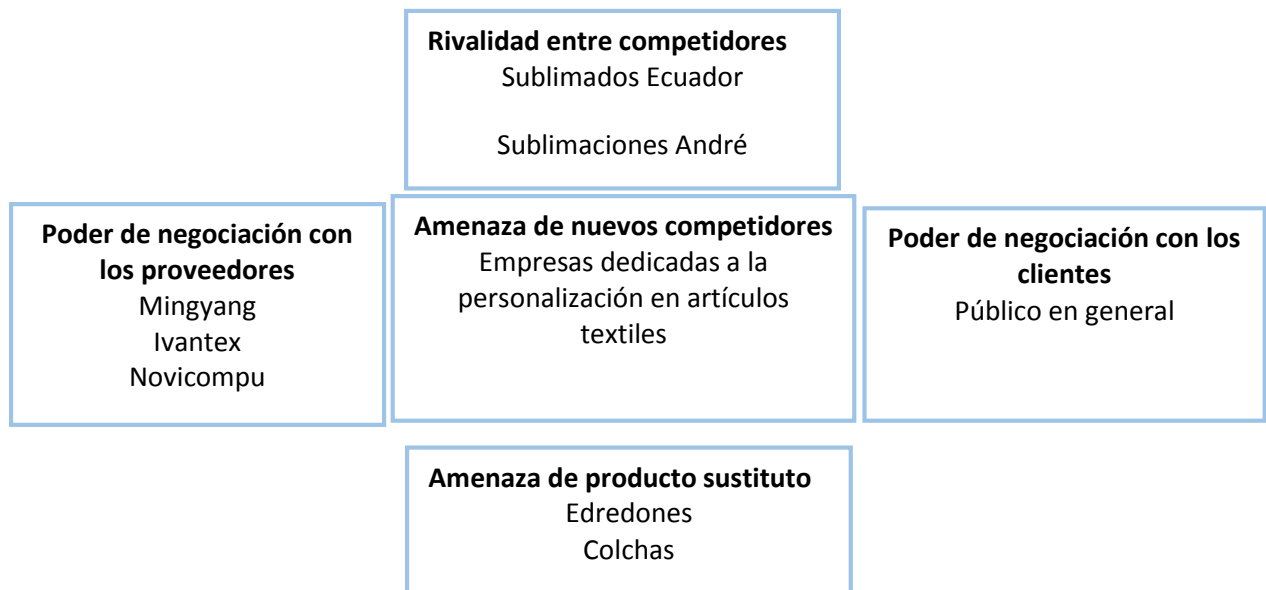 Rivalidad entre competidores
Sublimados Ecuador
Sublimaciones André
Poder de negociación con
los proveedores
Mingyang
Ivantex
Novicompu
Amenaza de nuevos competidores
Empresas dedicadas a la
personalización en artículos
textiles
Poder de negociación con los
clientes
Público en general
Amenaza de producto sustituto
Edredones
Colchas